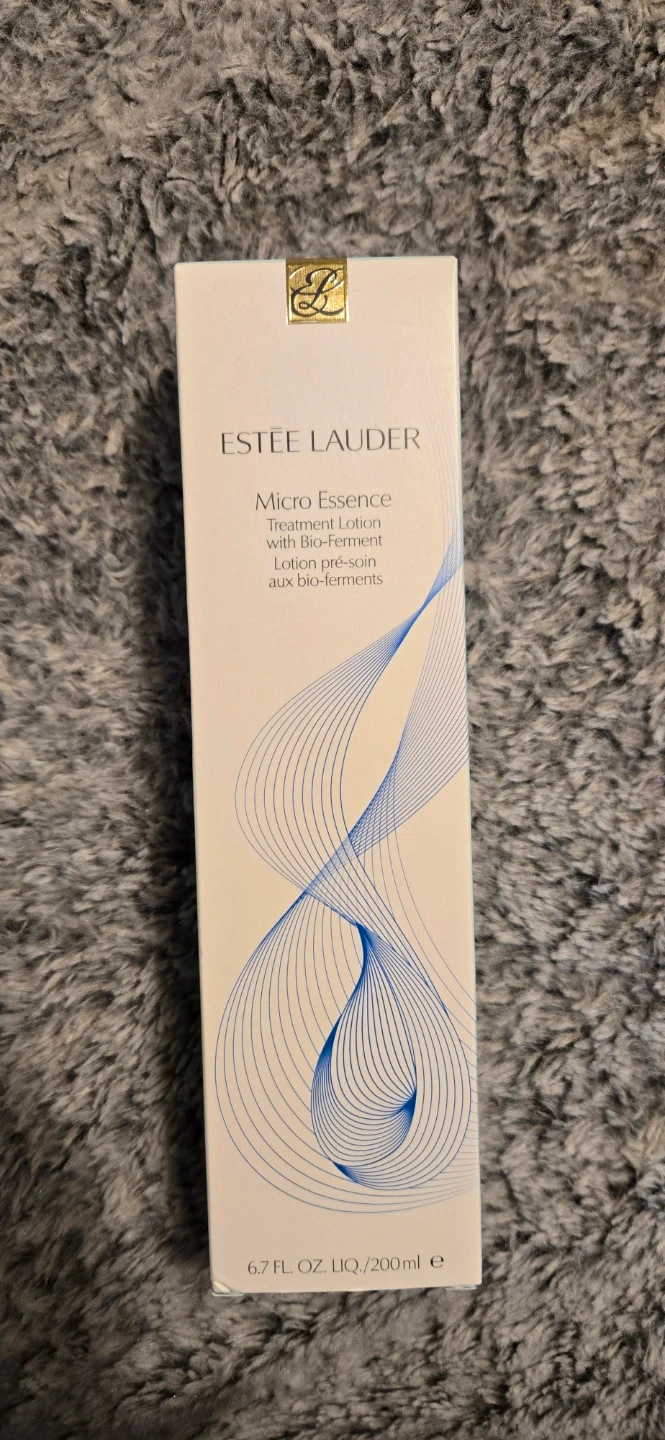 EL
ESTĒE LAUDER
Micro Essence
Treatment Lotion
with Bio-Ferment
Lotion pré-soin
aux bio-ferments
6.7 FL. OZ. LIQ./200 ml ℮